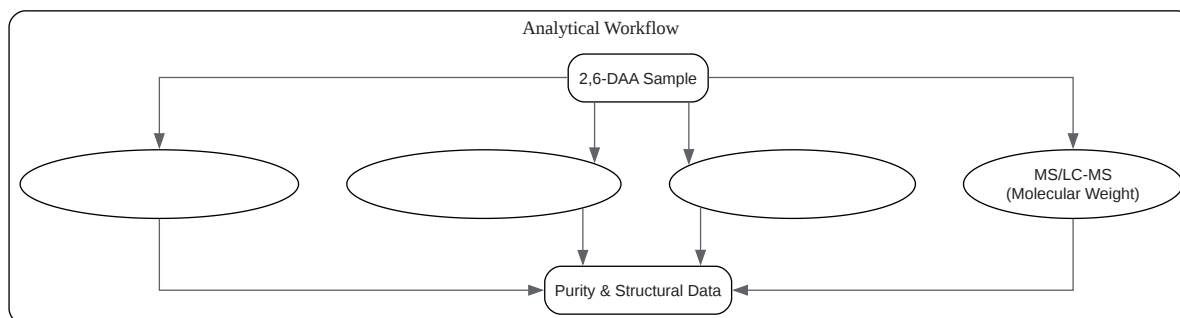 Analytical Workflow
2,6-DAA Sample
MS/LC-MS
(Molecular Weight)
Purity & Structural Data